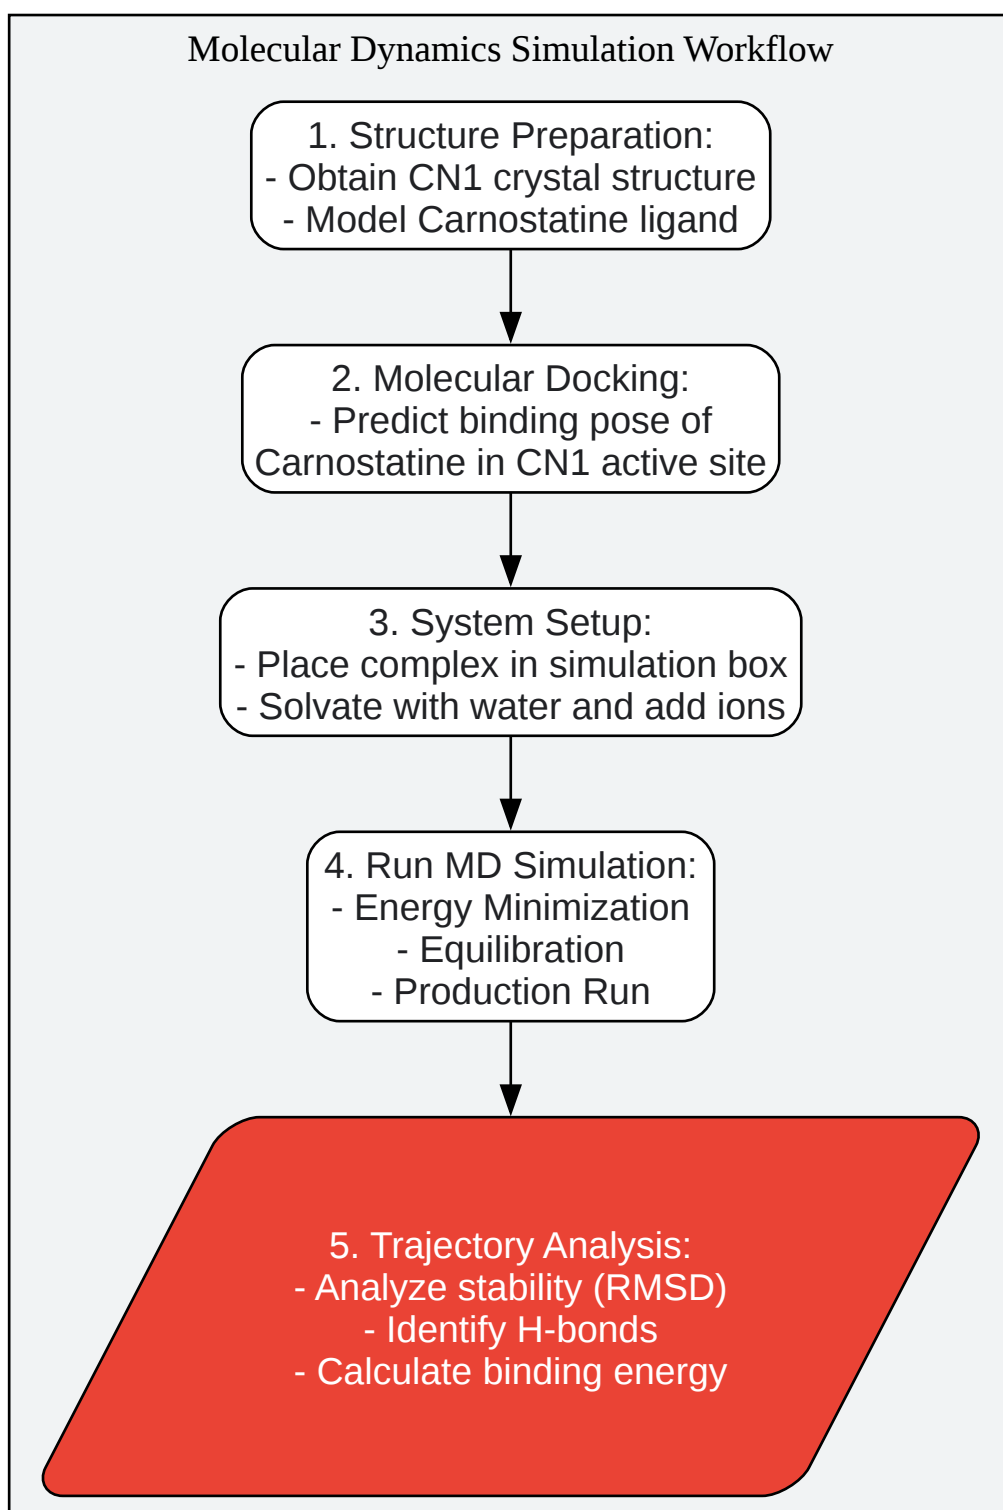 Molecular Dynamics Simulation Workflow
1. Structure Preparation:
- Obtain CN1 crystal structure
- Model Carnostatine ligand
2. Molecular Docking:
- Predict binding pose of
Carnostatine in CN1 active site
3. System Setup:
- Place complex in simulation box
- Solvate with water and add ions
4. Run MD Simulation:
- Energy Minimization
- Equilibration
- Production Run
5. Trajectory Analysis:
- Analyze stability (RMSD)
- Identify H-bonds
- Calculate binding energy